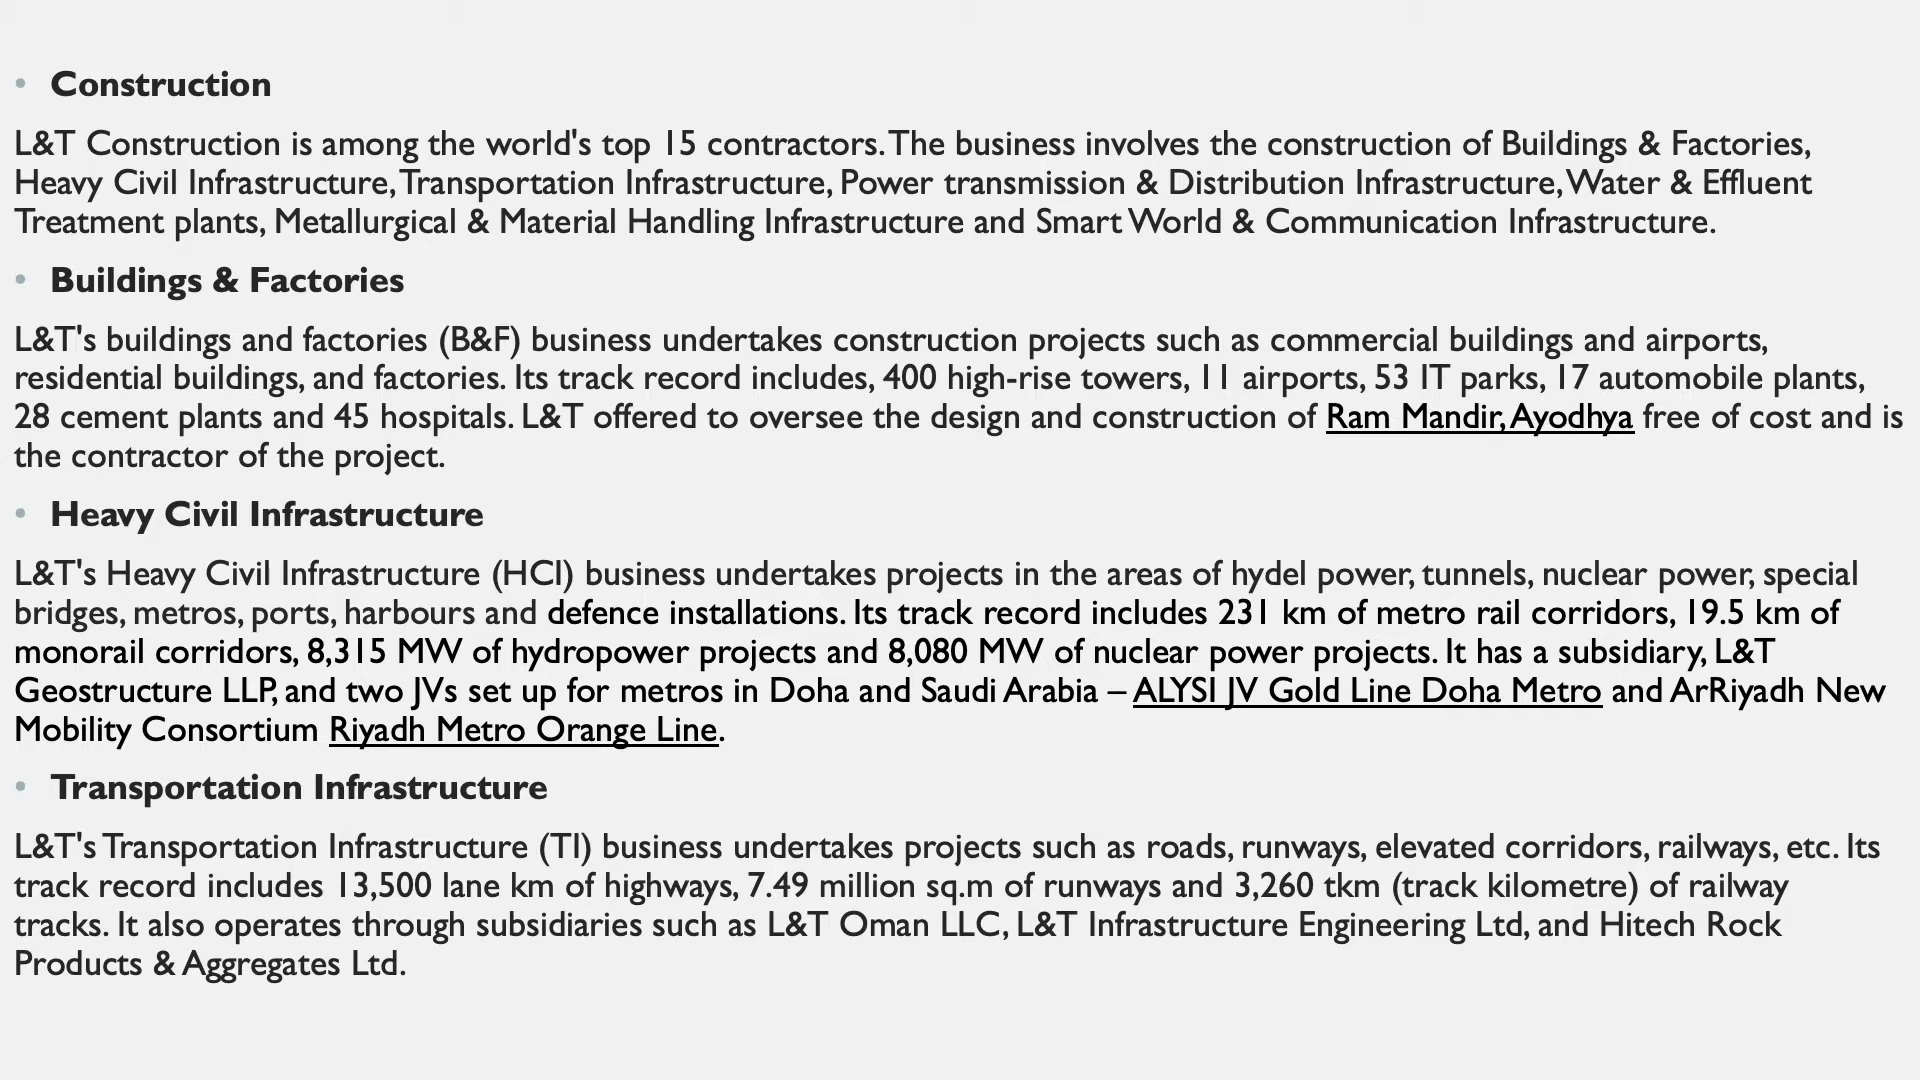 • Construction
L&T Construction is among the world's top 15 contractors. The business involves the construction of Buildings & Factories,
Heavy Civil Infrastructure, Transportation Infrastructure, Power transmission & Distribution Infrastructure, Water & Effluent
Treatment plants, Metallurgical & Material Handling Infrastructure and Smart World & Communication Infrastructure.
• Buildings & Factories
L&T's buildings and factories (B&F) business undertakes construction projects such as commercial buildings and airports,
residential buildings, and factories. Its track record includes, 400 high-rise towers, 11 airports, 53 IT parks, 17 automobile plants,
28 cement plants and 45 hospitals. L&T offered to oversee the design and construction of Ram Mandir, Ayodhya free of cost and is
the contractor of the project.
• Heavy Civil Infrastructure
L&T's Heavy Civil Infrastructure (HCI) business undertakes projects in the areas of hydel power, tunnels, nuclear power, special
bridges, metros, ports, harbours and defence installations. Its track record includes 231 km of metro rail corridors, 19.5 km of
monorail corridors, 8,315 MW of hydropower projects and 8,080 MW of nuclear power projects. It has a subsidiary, L&T
Geostructure LLP, and two JVs set up for metros in Doha and Saudi Arabia – ALYSI JV Gold Line Doha Metro and ArRiyadh New
Mobility Consortium Riyadh Metro Orange Line.
• Transportation Infrastructure
L&T's Transportation Infrastructure (TI) business undertakes projects such as roads, runways, elevated corridors, railways, etc. Its
track record includes 13,500 lane km of highways, 7.49 million sq.m of runways and 3,260 tkm (track kilometre) of railway
tracks. It also operates through subsidiaries such as L&T Oman LLC, L&T Infrastructure Engineering Ltd, and Hitech Rock
Products & Aggregates Ltd.